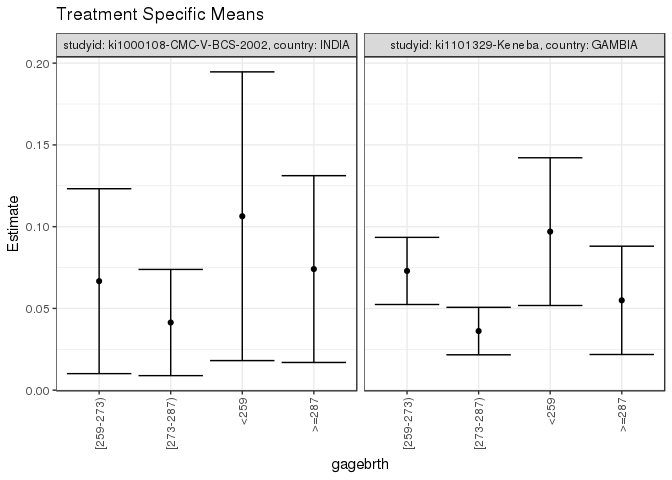 Treatment Specific Means
studyid: ki1000108-CMC-V-BCS-2002, country: INDIA
studyid: ki1101329-Keneba, country: GAMBIA
0.20
0.15
0.10
0.05
0.00
Estimate
[259-273)
[273-287)
<259
>=287
[259-273)
[273-287)
<259
>=287
gagebrth